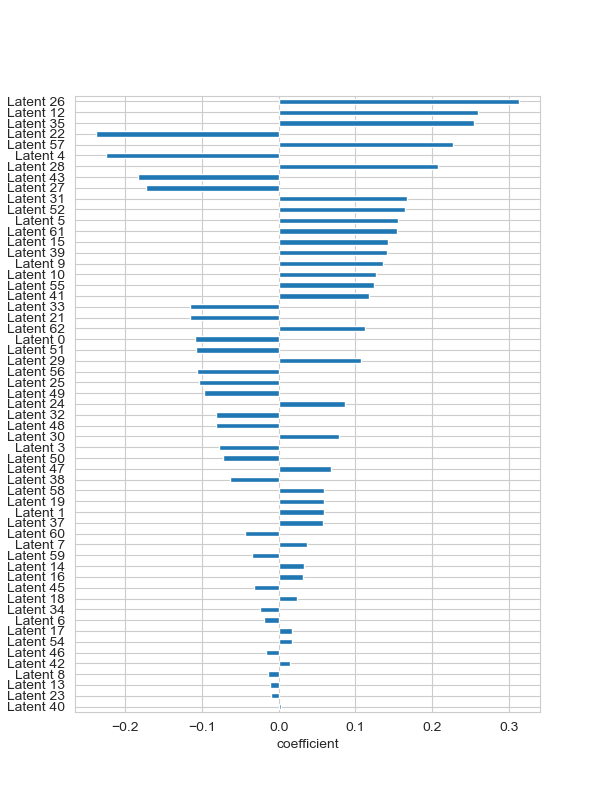 Latent 26
Latent 12
Latent 35
Latent 22
Latent 57
Latent 4
Latent 28
Latent 43
Latent 27
Latent 31
Latent 52
Latent 5
Latent 61
Latent 15
Latent 39
Latent 9
Latent 10
Latent 55
Latent 41
Latent 33
Latent 21
Latent 62
Latent 0
Latent 51
Latent 29
Latent 56
Latent 25
Latent 49
Latent 24
Latent 32
Latent 48
Latent 30
Latent 3
Latent 50
Latent 47
Latent 38
Latent 58
Latent 19
Latent 1
Latent 37
Latent 60
Latent 7
Latent 59
Latent 14
Latent 16
Latent 45
Latent 18
Latent 34
Latent 6
Latent 17
Latent 54
Latent 46
Latent 42
Latent 8
Latent 13
Latent 23
Latent 40
−0.2 −0.1 0.0 0.1 0.2 0.3
coefficient